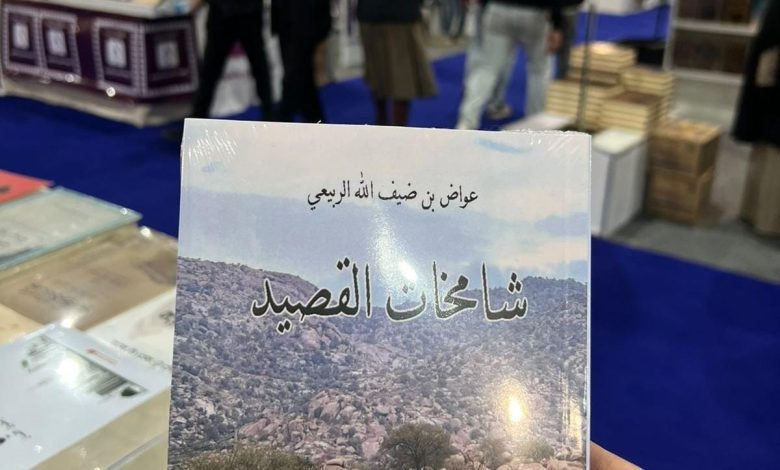 عواض بن ضيف الله الربيعي
شامخات القصيد